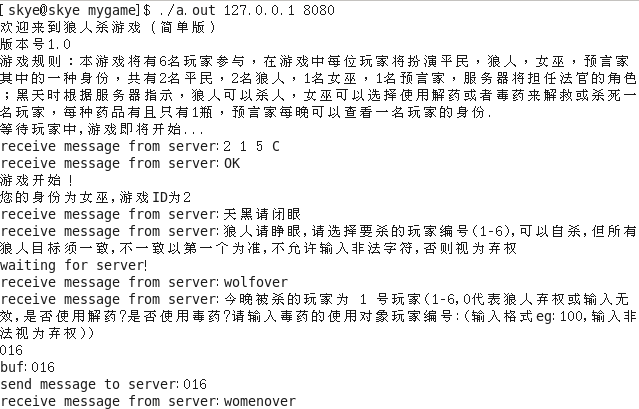 [skye@skye mygame]$ ./a.out 127.0.0.1 8080
欢迎来到狼人杀游戏（简单版）
版本号1.0
游戏规则：本游戏将有6名玩家参与，在游戏中每位玩家将扮演平民，狼人，女巫，预言家
其中的一种身份，共有2名平民，2名狼人，1名女巫，1名预言家，服务器将担任法官的角色
；黑天时根据服务器指示，狼人可以杀人，女巫可以选择使用解药或者毒药来解救或杀死一
名玩家，每种药品有且只有1瓶，预言家每晚可以查看一名玩家的身份.
等待玩家中,游戏即将开始...
receive message from server:2 1 5 C
receive message from server:OK
游戏开始！
您的身份为女巫,游戏ID为2
receive message from server:天黑请闭眼
receive message from server:狼人请睁眼,请选择要杀的玩家编号(1-6),可以自杀,但所有
狼人目标须一致,不一致以第一个为准,不允许输入非法字符,否则视为弃权
waiting for server!
receive message from server:wolfover
receive message from server:今晚被杀的玩家为 1 号玩家(1-6,0代表狼人弃权或输入无
效,是否使用解药?是否使用毒药?请输入毒药的使用对象玩家编号:(输入格式eg:100,输入非
法视为弃权))
016
buf:016
send message to server:016
receive message from server:womenover